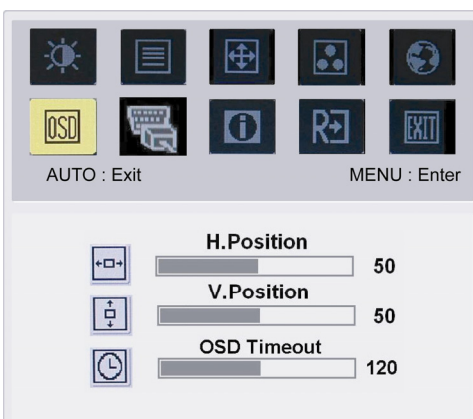 OSD
i
R
EXIT
AUTO : Exit
MENU : Enter
H.Position
50
V.Position
50
OSD Timeout
120